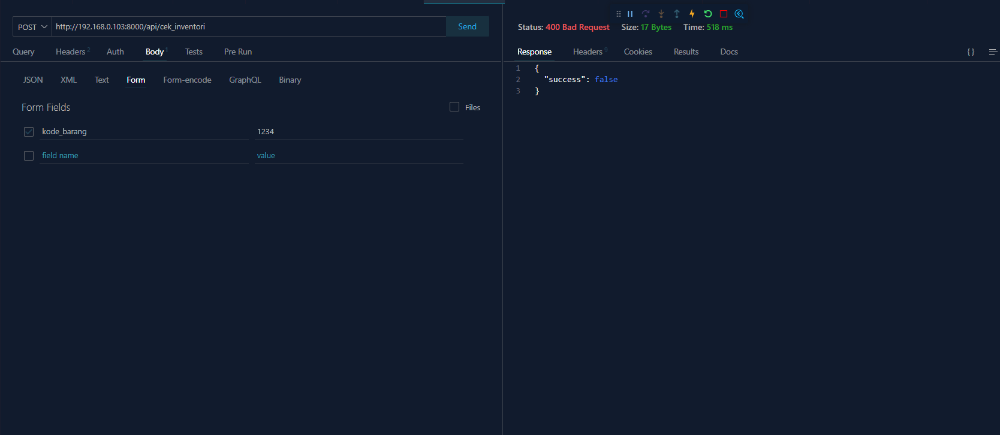 POST http://192.168.0.103:8000/api/cek_inventori Send
Query Headers 2 Auth Body 1 Tests Pre Run
JSON XML Text Form Form-encode GraphQL Binary
Form Fields Files
kode_barang 1234
field name value
Status: 400 Bad Request Size: 17 Bytes Time: 518 ms
Response Headers 9 Cookies Results Docs { }
1 {
2 "success": false
3 }